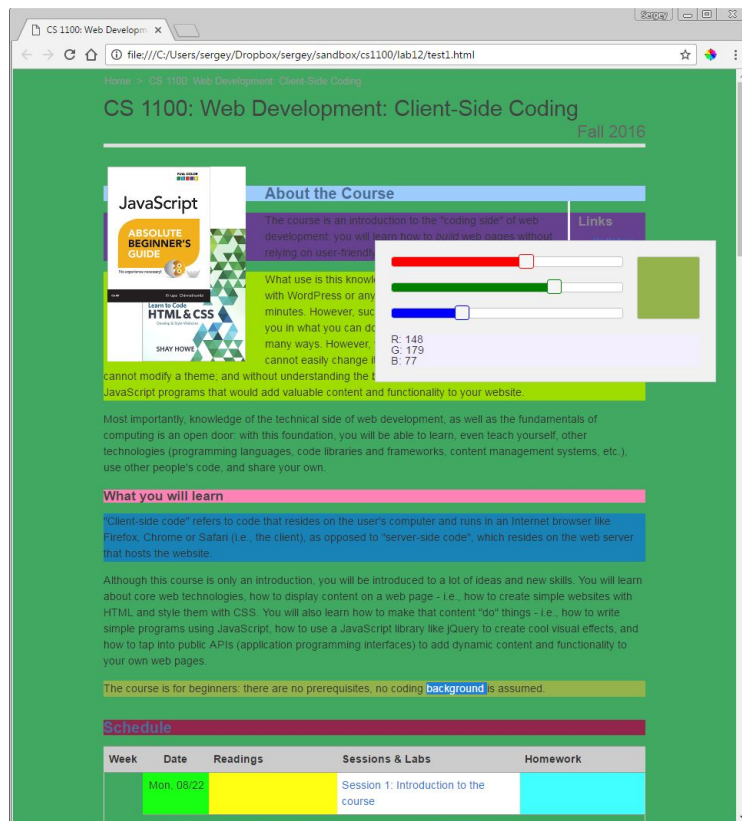 Sergey
CS 1100: Web Developm
file:///C:/Users/sergey/Dropbox/sergey/sandbox/cs1100/lab12/test1.html
Home > CS 1100: Web Development: Client-Side Coding
CS 1100: Web Development: Client-Side Coding
Fall 2016
FULL COLOR
JavaScript
ABSOLUTE
BEGINNER'S
GUIDE
No experience necessary!
Learn to Code
HTML & CSS
Develop & Style Websites
SHAY HOWE
About the Course
The course is an introduction to the "coding side" of web
development: you will learn how to build web pages without
relying on user-friendly
Links
What use is this knowle
with WordPress or any
minutes. However, suc
you in what you can do
many ways. However,
cannot easily change i
cannot modify a theme; and without understanding the b
JavaScript programs that would add valuable content and functionality to your website.
R: 148
G: 179
B: 77
Most importantly, knowledge of the technical side of web development, as well as the fundamentals of
computing is an open door: with this foundation, you will be able to learn, even teach yourself, other
technologies (programming languages, code libraries and frameworks, content management systems, etc.),
use other people's code, and share your own.
What you will learn
"Client-side code" refers to code that resides on the user's computer and runs in an Internet browser like
Firefox, Chrome or Safari (i.e., the client), as opposed to "server-side code", which resides on the web server
that hosts the website.
Although this course is only an introduction, you will be introduced to a lot of ideas and new skills. You will learn
about core web technologies, how to display content on a web page - i.e., how to create simple websites with
HTML and style them with CSS. You will also learn how to make that content "do" things - i.e., how to write
simple programs using JavaScript, how to use a JavaScript library like jQuery to create cool visual effects, and
how to tap into public APIs (application programming interfaces) to add dynamic content and functionality to
your own web pages.
The course is for beginners: there are no prerequisites, no coding background is assumed.
Schedule
Week Date Readings Sessions & Labs Homework
Mon, 08/22 Session 1: Introduction to the
course